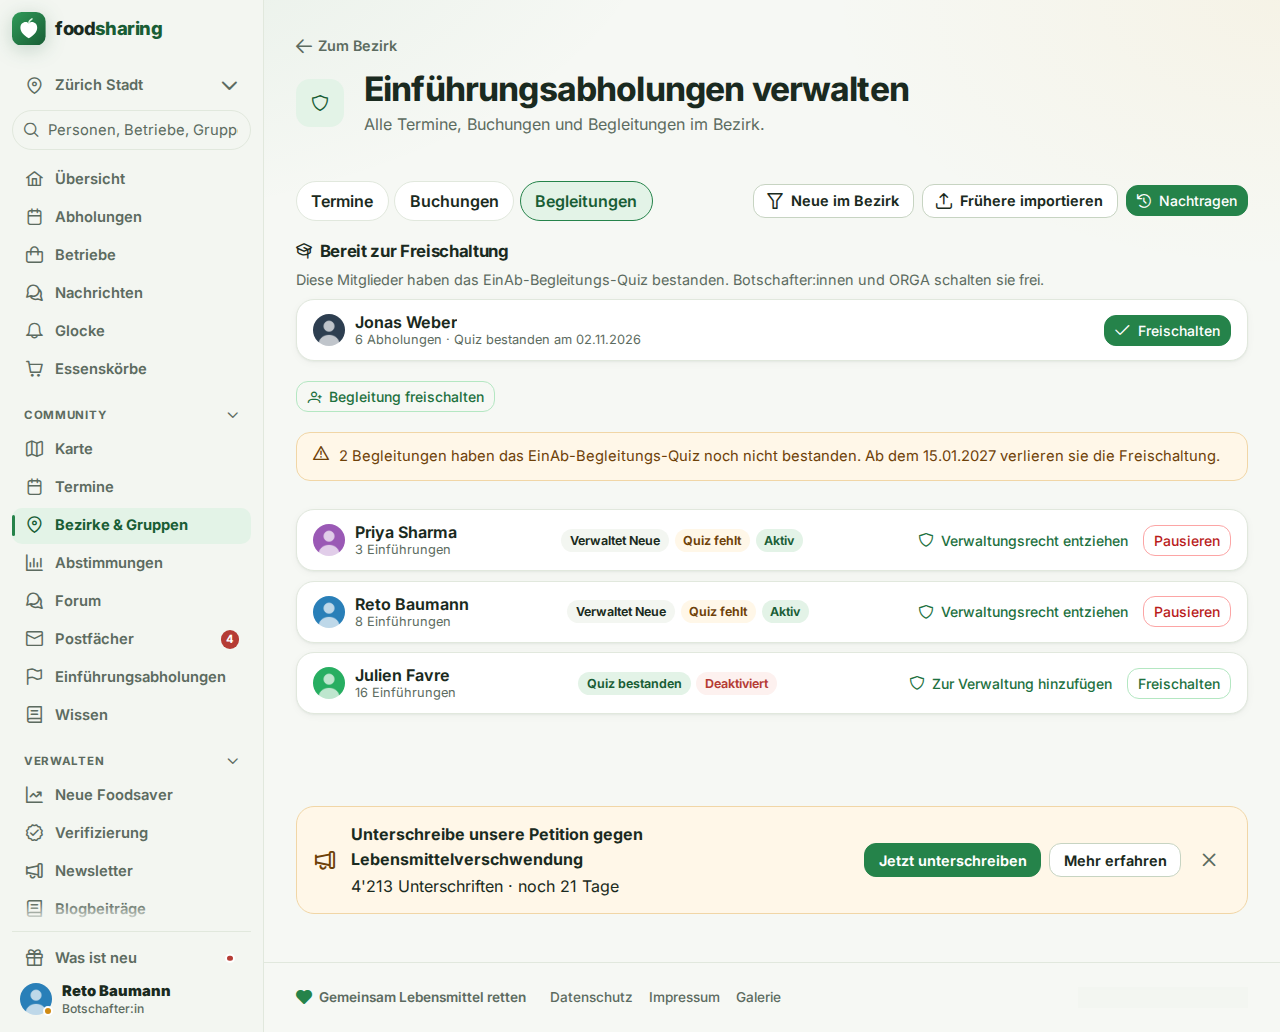 foodsharing
Zürich Stadt
Personen, Betriebe, Grupp
Übersicht
Abholungen
Betriebe
Nachrichten
Glocke
Essenskörbe
COMMUNITY
Karte
Termine
Bezirke & Gruppen
Abstimmungen
Forum
Postfächer
4
Einführungsabholungen
Wissen
VERWALTEN
Neue Foodsaver
Verifizierung
Newsletter
Blogbeiträge
Was ist neu
Reto Baumann
Botschafter:in
Zum Bezirk
Einführungsabholungen verwalten
Alle Termine, Buchungen und Begleitungen im Bezirk.
Termine Buchungen Begleitungen
Neue im Bezirk Frühere importieren Nachtragen
Bereit zur Freischaltung
Diese Mitglieder haben das EinAb-Begleitungs-Quiz bestanden. Botschafter:innen und ORGA schalten sie frei.
Jonas Weber
6 Abholungen · Quiz bestanden am 02.11.2026
Freischalten
Begleitung freischalten
2 Begleitungen haben das EinAb-Begleitungs-Quiz noch nicht bestanden. Ab dem 15.01.2027 verlieren sie die Freischaltung.
Priya Sharma
3 Einführungen
Verwaltet Neue Quiz fehlt Aktiv
Verwaltungsrecht entziehen Pausieren
Reto Baumann
8 Einführungen
Verwaltet Neue Quiz fehlt Aktiv
Verwaltungsrecht entziehen Pausieren
Julien Favre
16 Einführungen
Quiz bestanden Deaktiviert
Zur Verwaltung hinzufügen Freischalten
Unterschreibe unsere Petition gegen
Lebensmittelverschwendung
4'213 Unterschriften · noch 21 Tage
Jetzt unterschreiben Mehr erfahren
Gemeinsam Lebensmittel retten Datenschutz Impressum Galerie